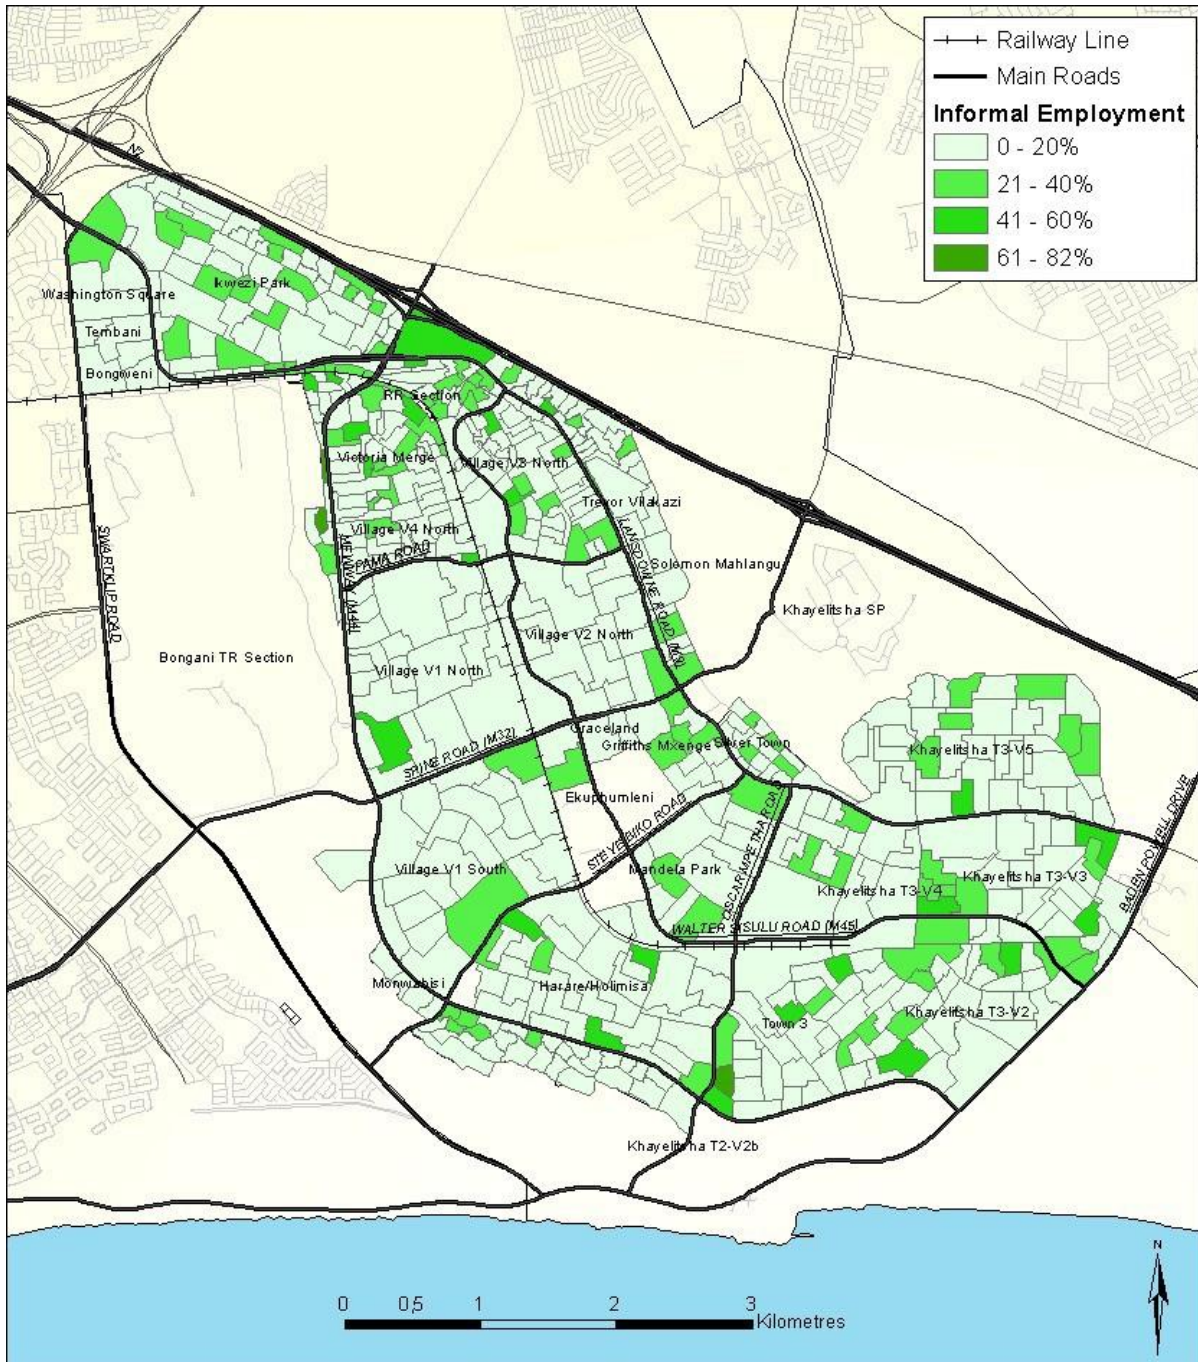 Railway Line
Main Roads
Informal Employment
0 - 20%
21 - 40%
41 - 60%
61 - 82%
N2
Washington Square
Ikwezi Park
Tembani
Bongweni
RR Section
Victoria Merge
Village V3 North
Trevor Vilakazi
Village V4 North
PAMA ROAD
MEWWAY (M44)
LANSDOWNE ROAD (M9)
SWARTKLIP ROAD
Solomon Mahlangu
Khayelitsha SP
Bongani TR Section
Village V2 North
Village V1 North
SPINE ROAD (M32)
Graceland
Griffiths Mxenge
Silver Town
Khayelitsha T3-V5
Ekuphumleni
STEVE BIKO ROAD
OSCAR MPETHA ROAD
BADEN POWELL DRIVE
Village V1 South
Mandela Park
Khayelitsha T3-V4
Khayelitsha T3-V3
WALTER SISULU ROAD (M45)
Monwabisi
Harare/Holimisa
Town 3
Khayelitsha T3-V2
Khayelitsha T2-V2b
N
0 0,5 1 2 3
Kilometres